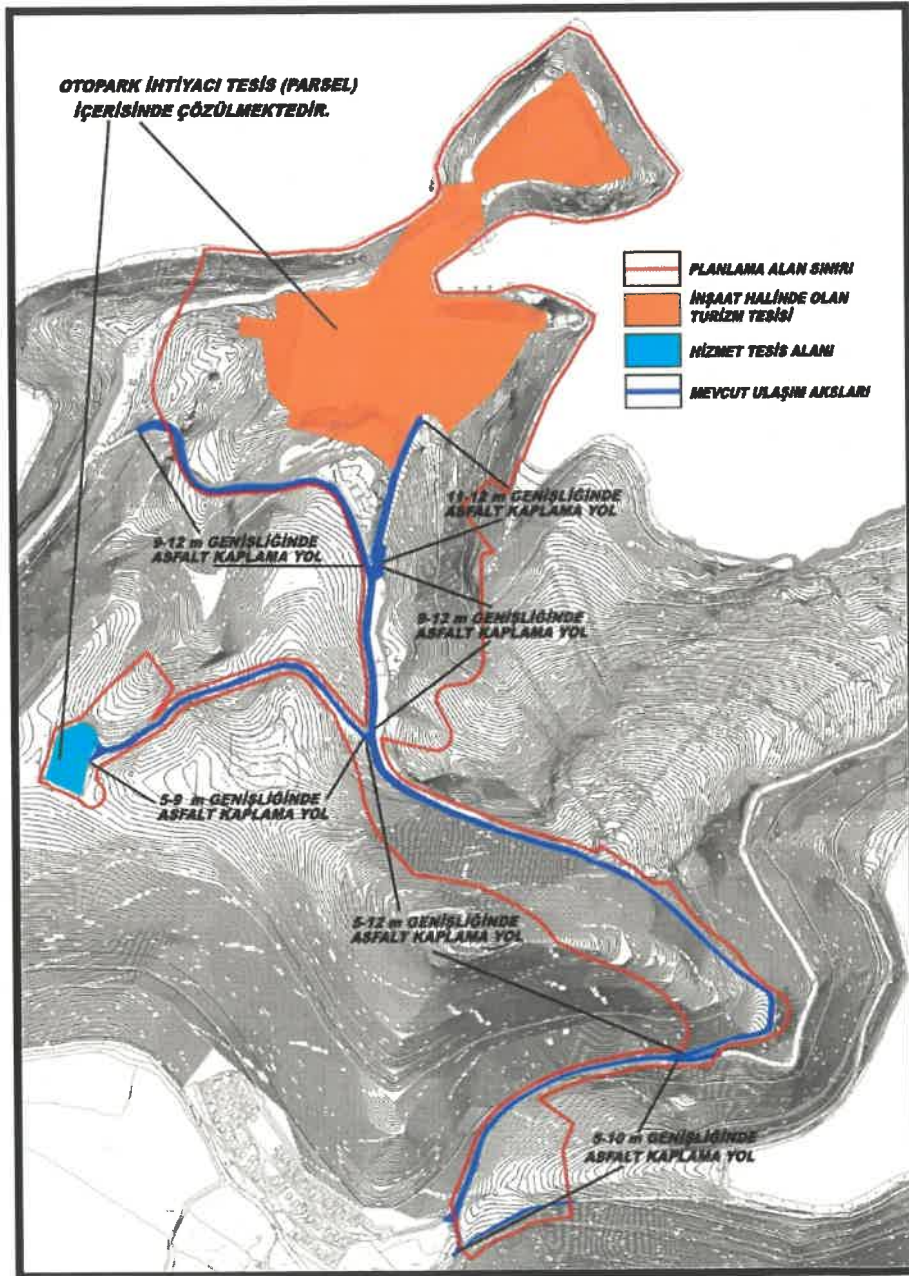 OTOPARK İHTİYACI TESİS (PARSEL)
İÇERİSİNDE ÇÖZÜLMEKTEDİR.
PLANLAMA ALAN SINIRI
İNŞAAT HALİNDE OLAN
TURİZM TESİSİ
HİZMET TESİS ALANI
MEVCUT ULAŞIM AKSLARI
11-12 m GENİŞLİĞİNDE
ASFALT KAPLAMA YOL
9-12 m GENİŞLİĞİNDE
ASFALT KAPLAMA YOL
9-12 m GENİŞLİĞİNDE
ASFALT KAPLAMA YOL
5-9 m GENİŞLİĞİNDE
ASFALT KAPLAMA YOL
5-12 m GENİŞLİĞİNDE
ASFALT KAPLAMA YOL
5-10 m GENİŞLİĞİNDE
ASFALT KAPLAMA YOL